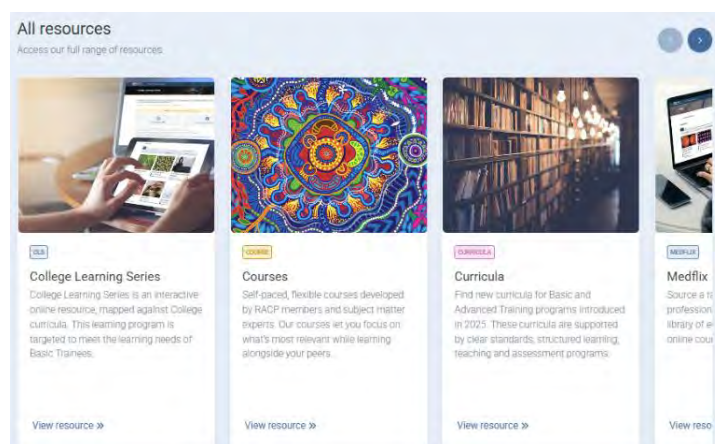 All resources
Access our full range of resources
CLS
College Learning Series
College Learning Series is an interactive
online resource, mapped against College
curricula. This learning program is
targeted to meet the learning needs of
Basic Trainees.
View resource »
COURSE
Courses
Self-paced, flexible courses developed
by RACP members and subject matter
experts. Our courses let you focus on
what's most relevant while learning
alongside your peers.
View resource »
CURRICULA
Curricula
Find new curricula for Basic and
Advanced Training programs introduced
in 2025. These curricula are supported
by clear standards, structured learning,
teaching and assessment programs.
View resource »
MEDFLIX
Medflix
Source a
profession
library of
online
View